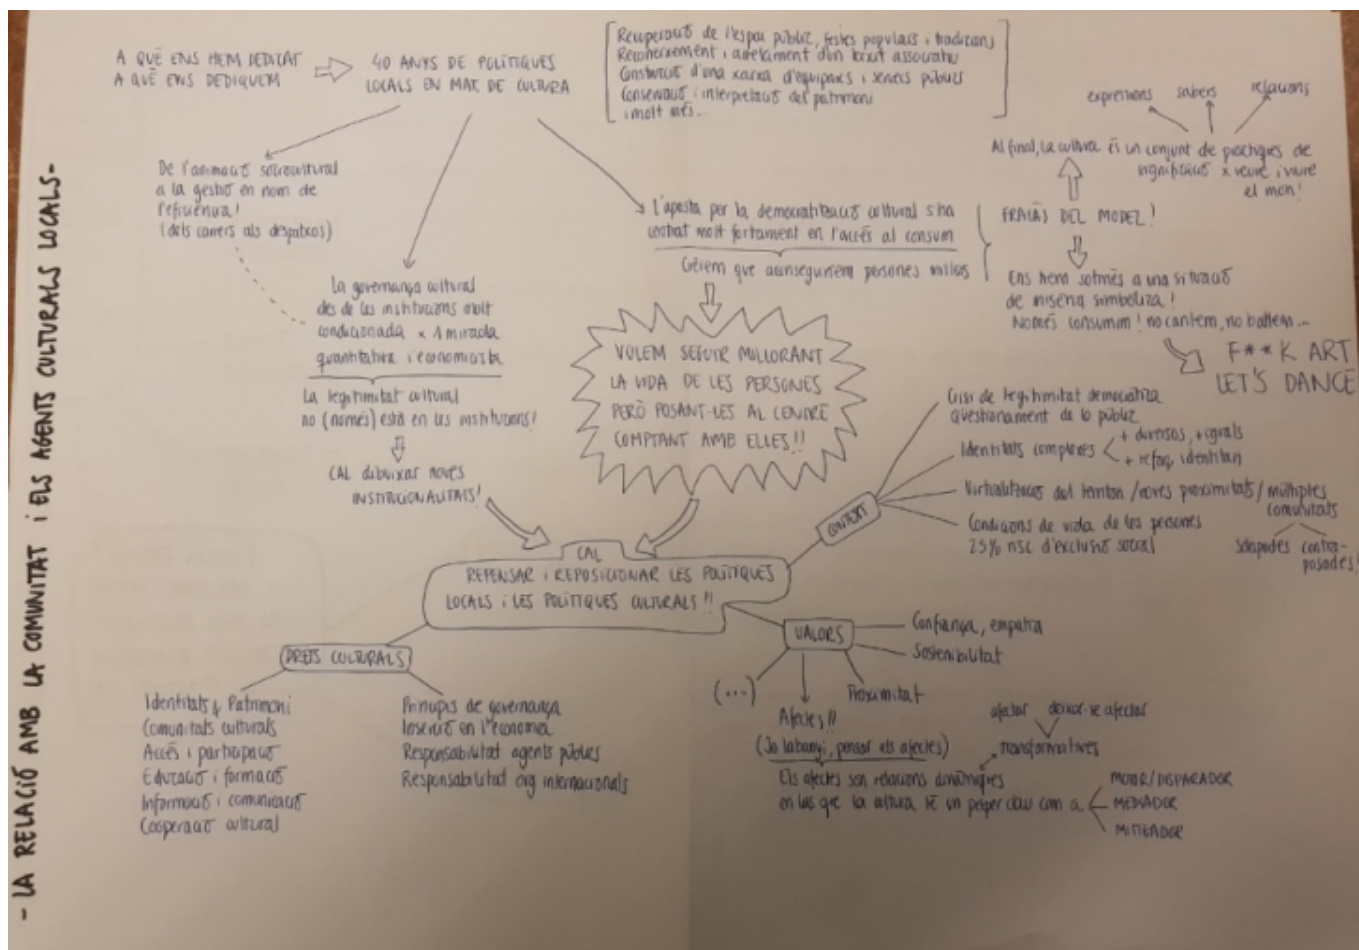 - LA RELACIÓ AMB LA COMUNITAT i ELS AGENTS CULTURALS LOCALS-
A QUÈ ENS HEM DEDICAT
A QUÈ ENS DEDIQUEM
40 ANYS DE POLÍTIQUES
LOCALS EN MAT. DE CULTURA
Recuperació de l'espai públic, festes populars i tradicions
Reconeixement i adelament d'un teixit associatiu
Construcció d'una xarxa d'equipaxes i serveis públics
Conservació i interpretació del patrimoni
i molt més...
De l'animació sociocultural
a la gestió en nom de
l'eficiència!
(dels carrers als despatxos)
La governança cultural
des de les institucions molt
condicionada x 1 mirada
quantitativa i economicista
La legitimitat cultural
no (només) està en les institucions!
CAL dibuixar noves
INSTITUCIONALITATS!
L'aposta per la democratització cultural s'ha
centrat molt fortament en l'accés al consum
Crèiem que aconseguiríem persones millors
VOLEM SEGUIR MILLORANT
LA VIDA DE LES PERSONES
PERÒ POSANT-LES AL CENTRE
COMPTANT AMB ELLES!!
expressions sabers relacions
Al final, la cultura és un conjunt de pràctiques de
significació x veure i viure
el món!
FRACÀS DEL MODEL!
Ens hem sotmès a una situació
de misèria simbòlica!
Només consumim! no cantem, no ballem...
F**K ART
LET'S DANCE
CAL
REPENSAR i REPOSICIONAR LES POLÍTIQUES
LOCALS i LES POLÍTIQUES CULTURALS!!
CONTEXT
Crisi de legitimitat democràtica
qüestionament de lo públic
Identitats complexes
+ diversos, + iguals
+ reforç identitari
Virtualització del territori / noves proximitats / múltiples
comunitats
Solapades contra-
posades!
Condicions de vida de les persones
25% risc d'exclusió social
VALORS
Confiança, empatia
Sostenibilitat
Proximitat
Afectes!!
(...)
(Jo Labanyi, pensar els afectes)
Els afectes són relacions dinàmiques
en les que la cultura té un paper clau com a
afectar deixar-se afectar
transformatives
MOTOR/DISPARADOR
MEDIADOR
MITIGADOR
DRETS CULTURALS
Identitats y Patrimoni
Comunitats culturals
Accés i participació
Educació i formació
Informació i comunicació
Cooperació cultural
Principis de governança
Inserció en l'economia
Responsabilitat agents públics
Responsabilitat org internacionals